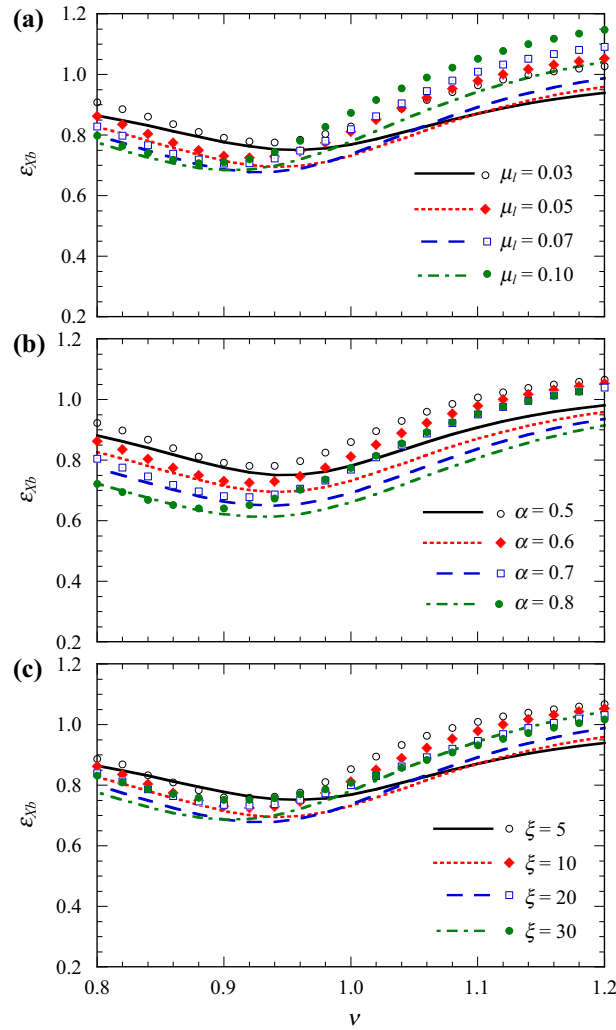 (a)
1.2
1.0
0.8
0.6
0.4
0.2
εXb
μl = 0.03
μl = 0.05
μl = 0.07
μl = 0.10
(b)
1.2
1.0
0.8
0.6
0.4
0.2
εXb
α = 0.5
α = 0.6
α = 0.7
α = 0.8
(c)
1.2
1.0
0.8
0.6
0.4
0.2
εXb
ξ = 5
ξ = 10
ξ = 20
ξ = 30
0.8 0.9 1.0 1.1 1.2
ν